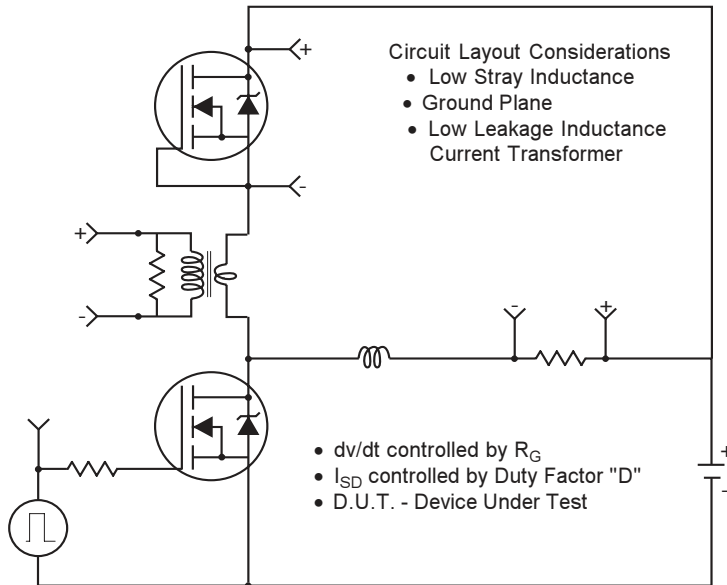 +
Circuit Layout Considerations
• Low Stray Inductance
• Ground Plane
• Low Leakage Inductance
Current Transformer
-
+
-
-
+
• dv/dt controlled by RG
• ISD controlled by Duty Factor "D"
• D.U.T. - Device Under Test
+
-